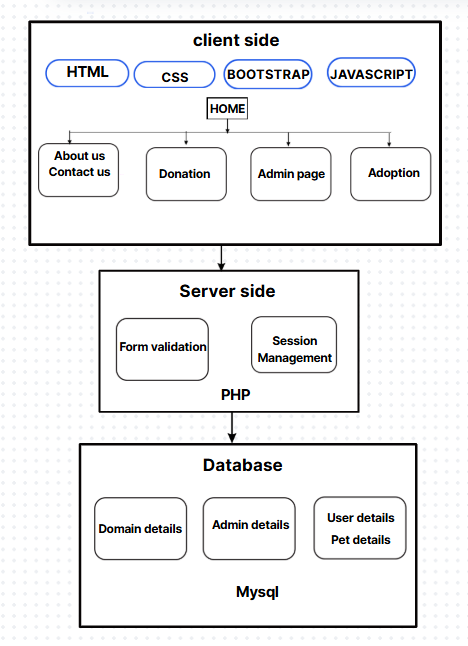 client side
HTML
CSS
BOOTSTRAP
JAVASCRIPT
HOME
About us
Contact us
Donation
Admin page
Adoption
Server side
Form validation
Session
Management
PHP
Database
Domain details
Admin details
User details
Pet details
Mysql